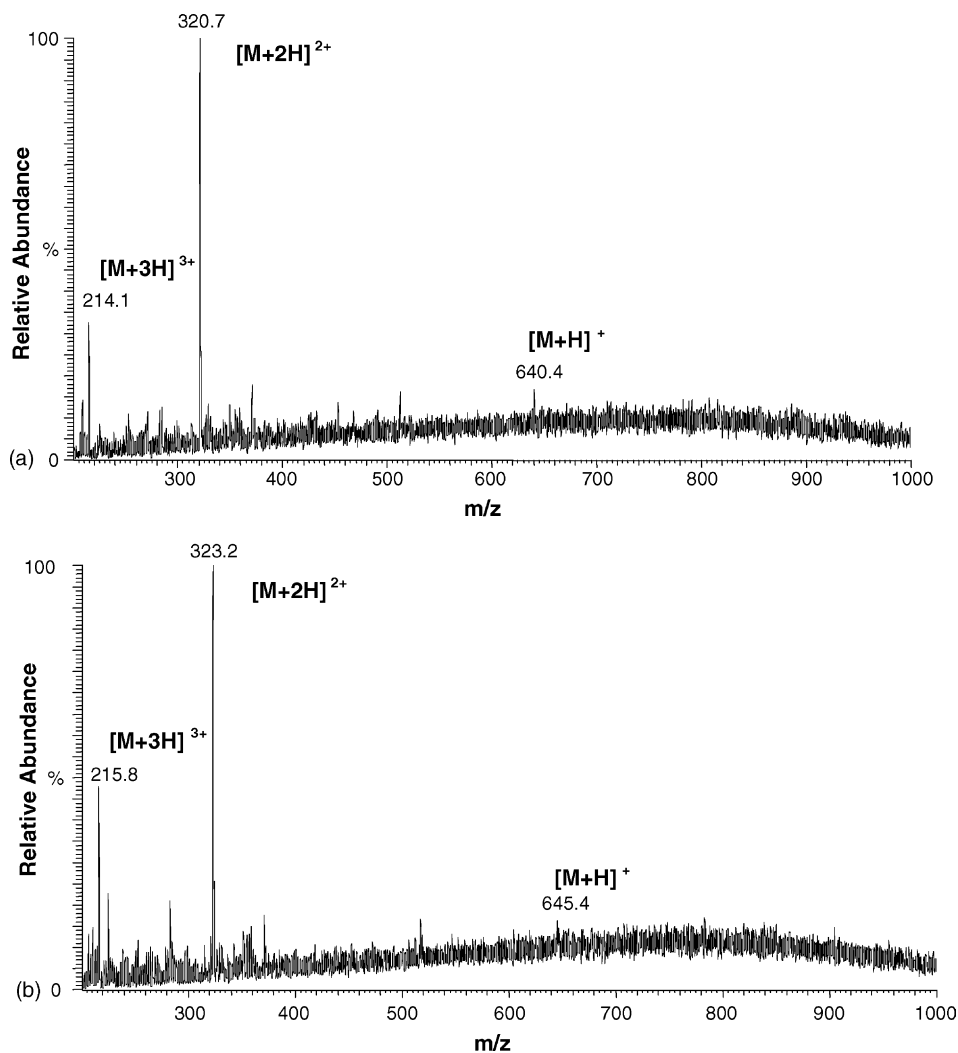 320.7
100
[M+2H] 2+
Relative Abundance
%
[M+3H] 3+
214.1
[M+H] +
640.4
(a)
0
300 400 500 600 700 800 900 1000
m/z
323.2
100
[M+2H] 2+
Relative Abundance
[M+3H] 3+
% 215.8
[M+H] +
645.4
(b) 0
300 400 500 600 700 800 900 1000
m/z